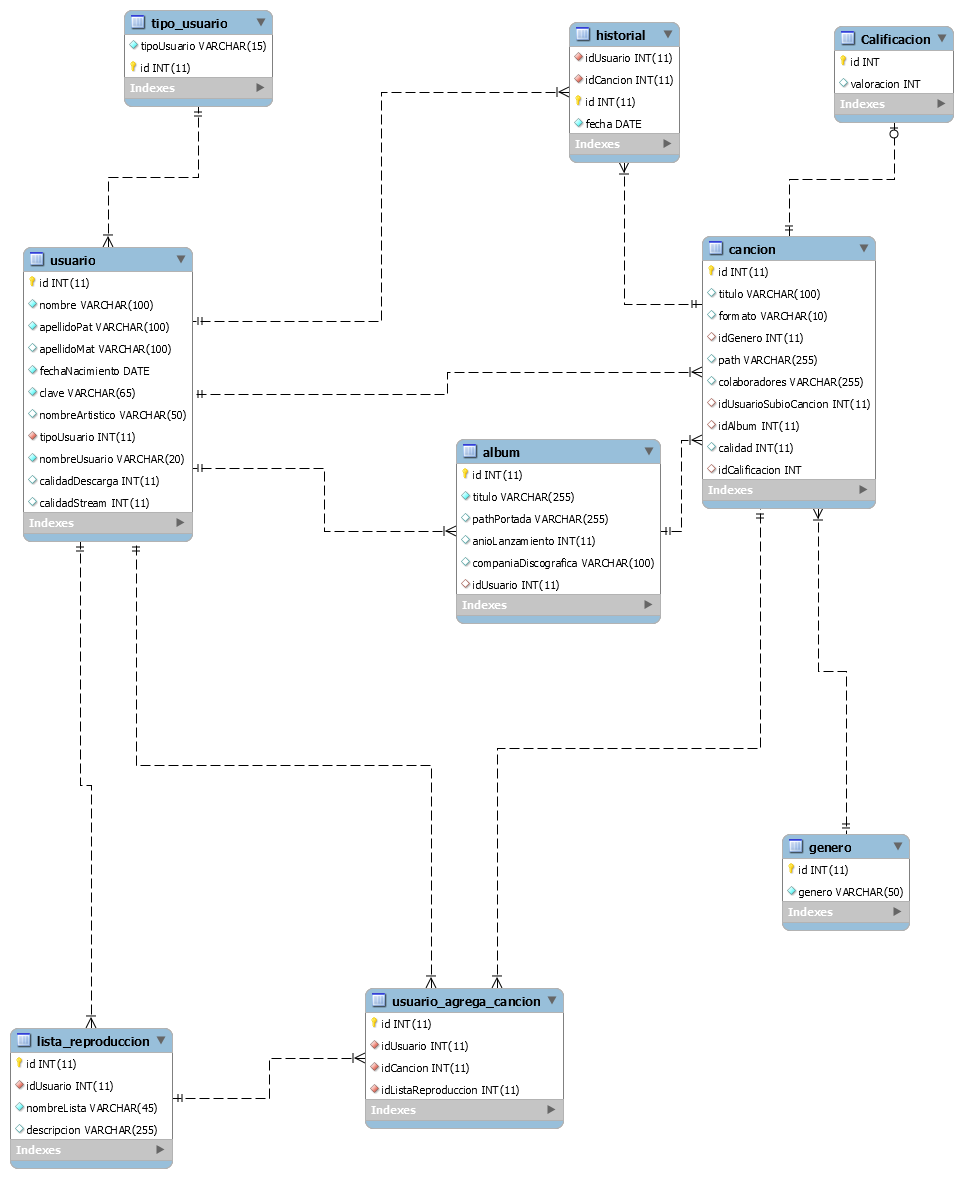 tipo_usuario
tipoUsuario VARCHAR(15)
id INT(11)
Indexes
historial
idUsuario INT(11)
idCancion INT(11)
id INT(11)
fecha DATE
Indexes
Calificacion
id INT
valoracion INT
Indexes
usuario
id INT(11)
nombre VARCHAR(100)
apellidoPat VARCHAR(100)
apellidoMat VARCHAR(100)
fechaNacimiento DATE
clave VARCHAR(65)
nombreArtistico VARCHAR(50)
tipoUsuario INT(11)
nombreUsuario VARCHAR(20)
calidadDescarga INT(11)
calidadStream INT(11)
Indexes
cancion
id INT(11)
titulo VARCHAR(100)
formato VARCHAR(10)
idGenero INT(11)
path VARCHAR(255)
colaboradores VARCHAR(255)
idUsuarioSubioCancion INT(11)
idAlbum INT(11)
calidad INT(11)
idCalificacion INT
Indexes
album
id INT(11)
titulo VARCHAR(255)
pathPortada VARCHAR(255)
anioLanzamiento INT(11)
companiaDiscografica VARCHAR(100)
idUsuario INT(11)
Indexes
genero
id INT(11)
genero VARCHAR(50)
Indexes
usuario_agrega_cancion
id INT(11)
idUsuario INT(11)
idCancion INT(11)
idListaReproduccion INT(11)
Indexes
lista_reproduccion
id INT(11)
idUsuario INT(11)
nombreLista VARCHAR(45)
descripcion VARCHAR(255)
Indexes